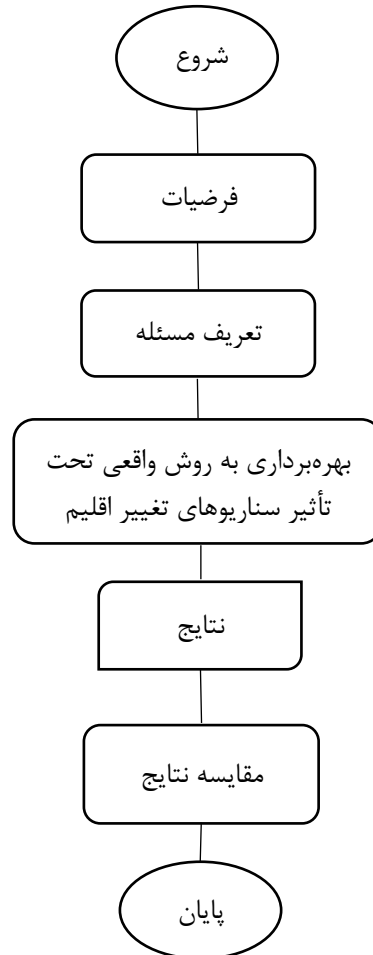 شروع
فرضیات
تعریف مسئله
بهره‌برداری به روش واقعی تحت
تأثیر سناریوهای تغییر اقلیم
نتایج
مقایسه نتایج
پایان